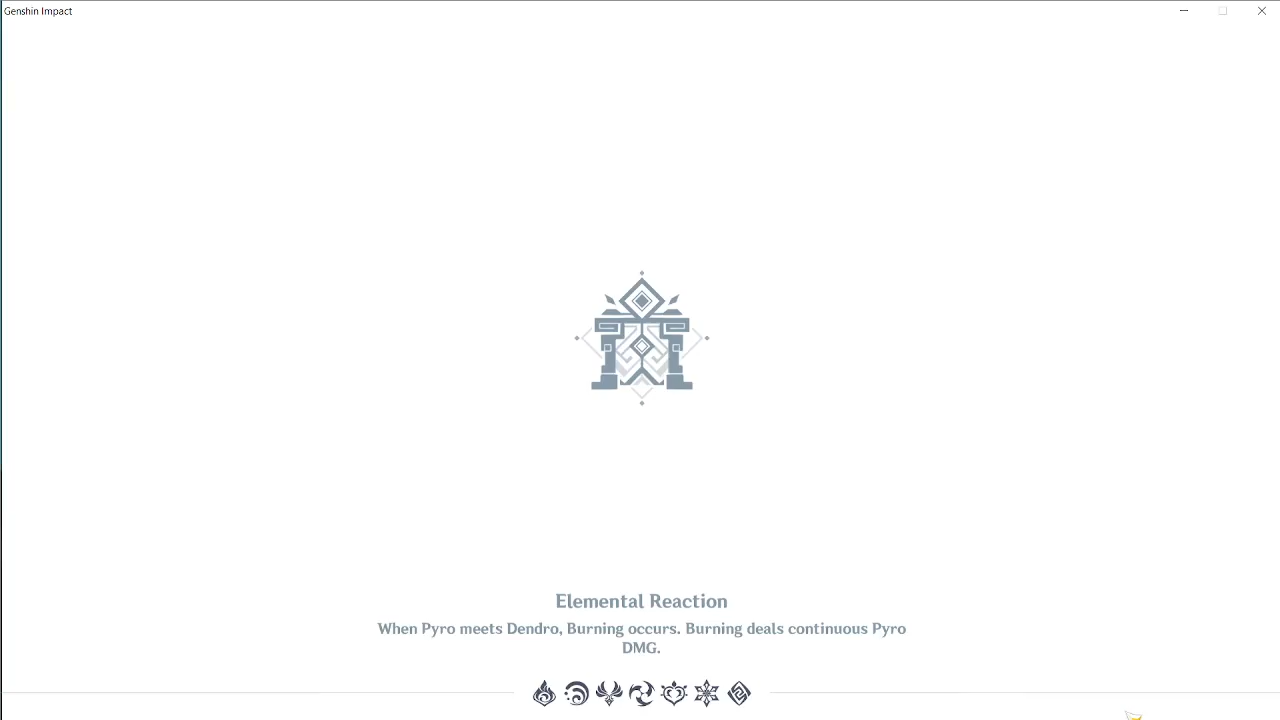 Genshin Impact
Elemental Reaction
When Pyro meets Dendro, Burning occurs. Burning deals continuous Pyro
DMG.